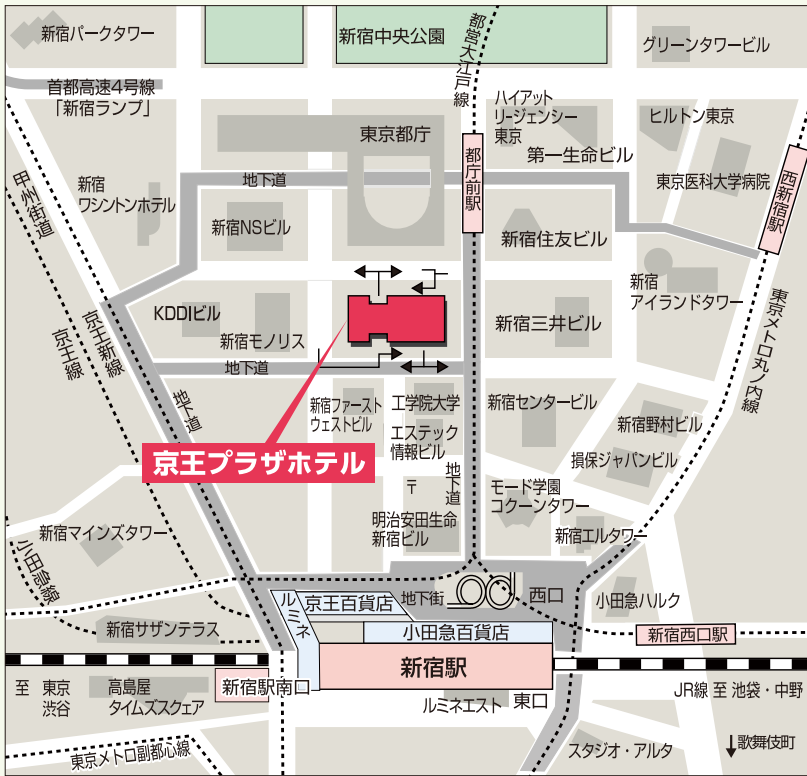 新宿パークタワー
新宿中央公園
都営大江戸線
グリーンタワービル
首都高速4号線
「新宿ランプ」
ハイアット
リージェンシー
東京
ヒルトン東京
東京都庁
第一生命ビル
都庁前駅
西新宿駅
地下道
東京医科大学病院
新宿
ワシントンホテル
甲州街道
新宿NSビル
新宿住友ビル
新宿
アイランドタワー
KDDIビル
新宿モノリス
新宿三井ビル
東京メトロ丸ノ内線
京王新線
京王線
地下道
地下道
新宿ファースト
ウェストビル
工学院大学
エステック
情報ビル
新宿センタービル
新宿野村ビル
京王プラザホテル
地下道
損保ジャパンビル
〒
モード学園
コクーンタワー
明治安田生命
新宿ビル
新宿マインズタワー
新宿エルタワー
小田急線
ルミネ
京王百貨店
地下街
西口
小田急ハルク
新宿サザンテラス
小田急百貨店
新宿西口駅
新宿駅
新宿駅南口
至 東京
渋谷
高島屋
タイムズスクェア
ルミネエスト
東口
JR線 至 池袋・中野
東京メトロ副都心線
スタジオ・アルタ
歌舞伎町